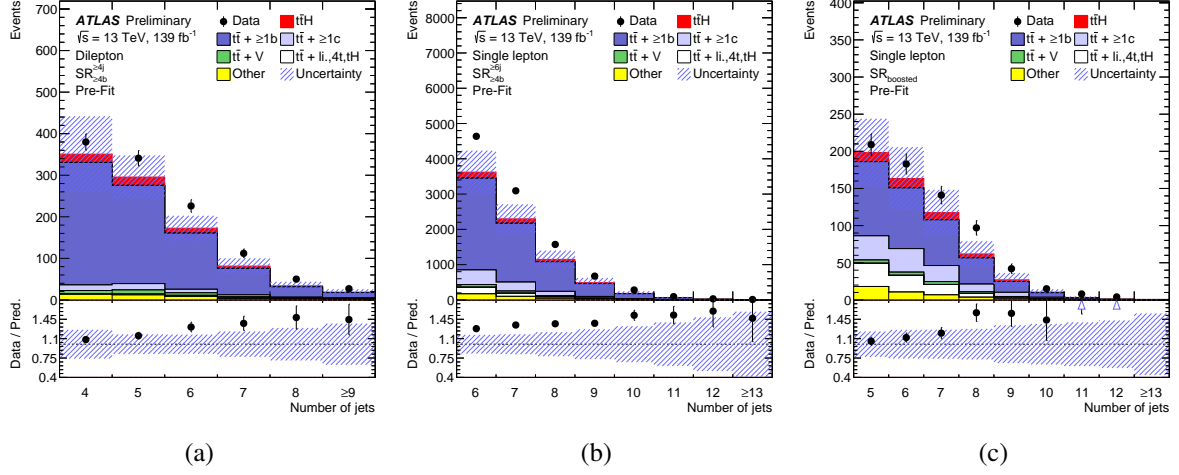 Events
700
600
500
400
300
200
100
0
ATLAS Preliminary
√s = 13 TeV, 139 fb⁻¹
Dilepton
SR≥4j≥4b
Pre-Fit
Data
tt̄H
tt̄ + ≥1b
tt̄ + ≥1c
tt̄ + V
tt̄ + li.,4t,tH
Other
Uncertainty
Data / Pred.
1.45
1.1
0.75
0.4
4 5 6 7 8 ≥9
Number of jets
(a)
Events
8000
7000
6000
5000
4000
3000
2000
1000
0
ATLAS Preliminary
√s = 13 TeV, 139 fb⁻¹
Single lepton
SR≥6j≥4b
Pre-Fit
Data
tt̄H
tt̄ + ≥1b
tt̄ + ≥1c
tt̄ + V
tt̄ + li.,4t,tH
Other
Uncertainty
Data / Pred.
1.45
1.1
0.75
0.4
6 7 8 9 10 11 12 ≥13
Number of jets
(b)
Events
400
350
300
250
200
150
100
50
0
ATLAS Preliminary
√s = 13 TeV, 139 fb⁻¹
Single lepton
SRboosted
Pre-Fit
Data
tt̄H
tt̄ + ≥1b
tt̄ + ≥1c
tt̄ + V
tt̄ + li.,4t,tH
Other
Uncertainty
Data / Pred.
1.45
1.1
0.75
0.4
5 6 7 8 9 10 11 12 ≥13
Number of jets
(c)